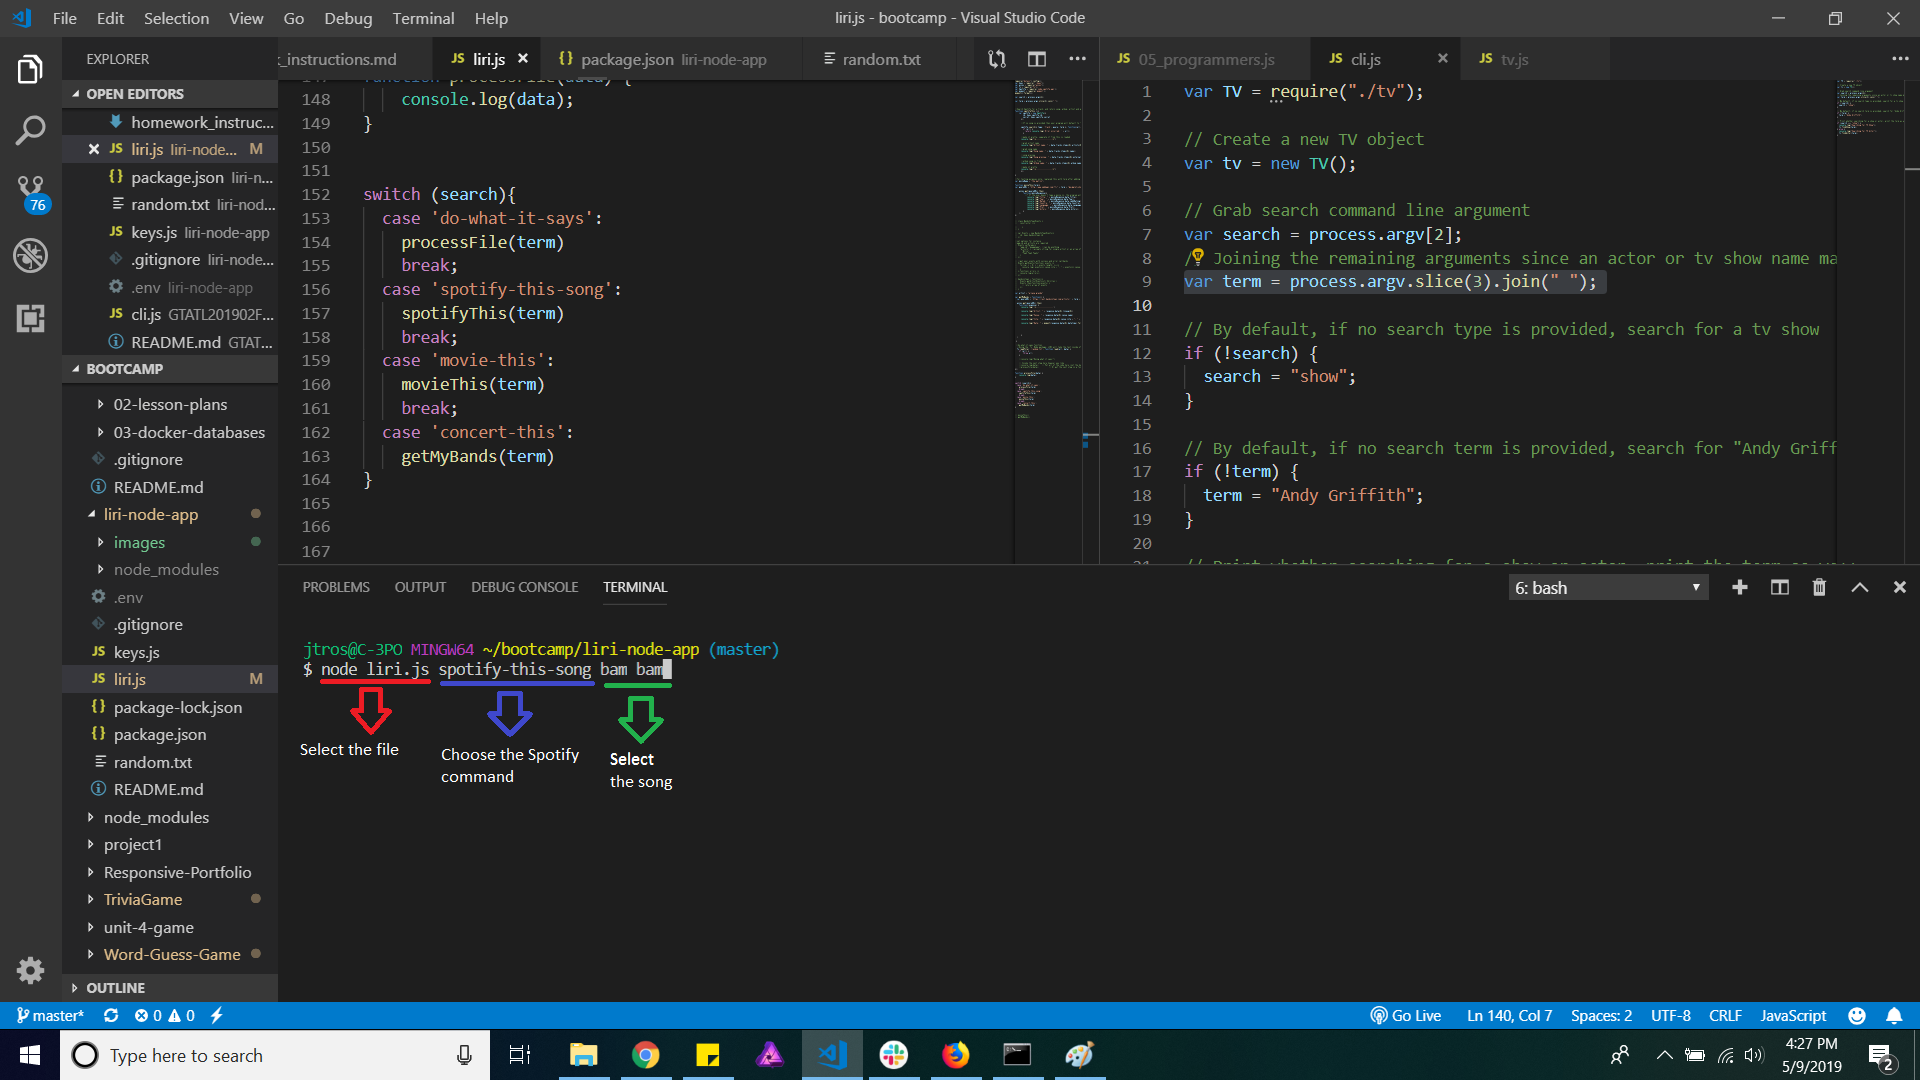 File Edit Selection View Go Debug Terminal Help
liri.js - bootcamp - Visual Studio Code
EXPLORER
OPEN EDITORS
homework_instruc...
liri.js liri-node... M
package.json liri-n...
random.txt liri-nod...
keys.js liri-node-app
.gitignore liri-node...
.env liri-node-app
cli.js GTATL201902F...
README.md GTAT...
BOOTCAMP
02-lesson-plans
03-docker-databases
.gitignore
README.md
liri-node-app
images
node_modules
.env
.gitignore
keys.js
liri.js M
package-lock.json
package.json
random.txt
README.md
node_modules
project1
Responsive-Portfolio
TriviaGame
unit-4-game
Word-Guess-Game
OUTLINE
76
_instructions.md liri.js package.json liri-node-app random.txt
148 console.log(data);
149 }
150
151
152 switch (search){
153 case 'do-what-it-says':
154 processFile(term)
155 break;
156 case 'spotify-this-song':
157 spotifyThis(term)
158 break;
159 case 'movie-this':
160 movieThis(term)
161 break;
162 case 'concert-this':
163 getMyBands(term)
164 }
165
166
167
05_programmers.js cli.js tv.js
1 var TV = require("./tv");
2
3 // Create a new TV object
4 var tv = new TV();
5
6 // Grab search command line argument
7 var search = process.argv[2];
8 / Joining the remaining arguments since an actor or tv show name ma
9 var term = process.argv.slice(3).join(" ");
10
11 // By default, if no search type is provided, search for a tv show
12 if (!search) {
13 search = "show";
14 }
15
16 // By default, if no search term is provided, search for "Andy Griff
17 if (!term) {
18 term = "Andy Griffith";
19 }
20
PROBLEMS OUTPUT DEBUG CONSOLE TERMINAL
6: bash
jtros@C-3PO MINGW64 ~/bootcamp/liri-node-app (master)
$ node liri.js spotify-this-song bam bam
Select the file
Choose the Spotify
command
Select
the song
master* 0 0
Go Live Ln 140, Col 7 Spaces: 2 UTF-8 CRLF JavaScript
Type here to search
4:27 PM
5/9/2019
2